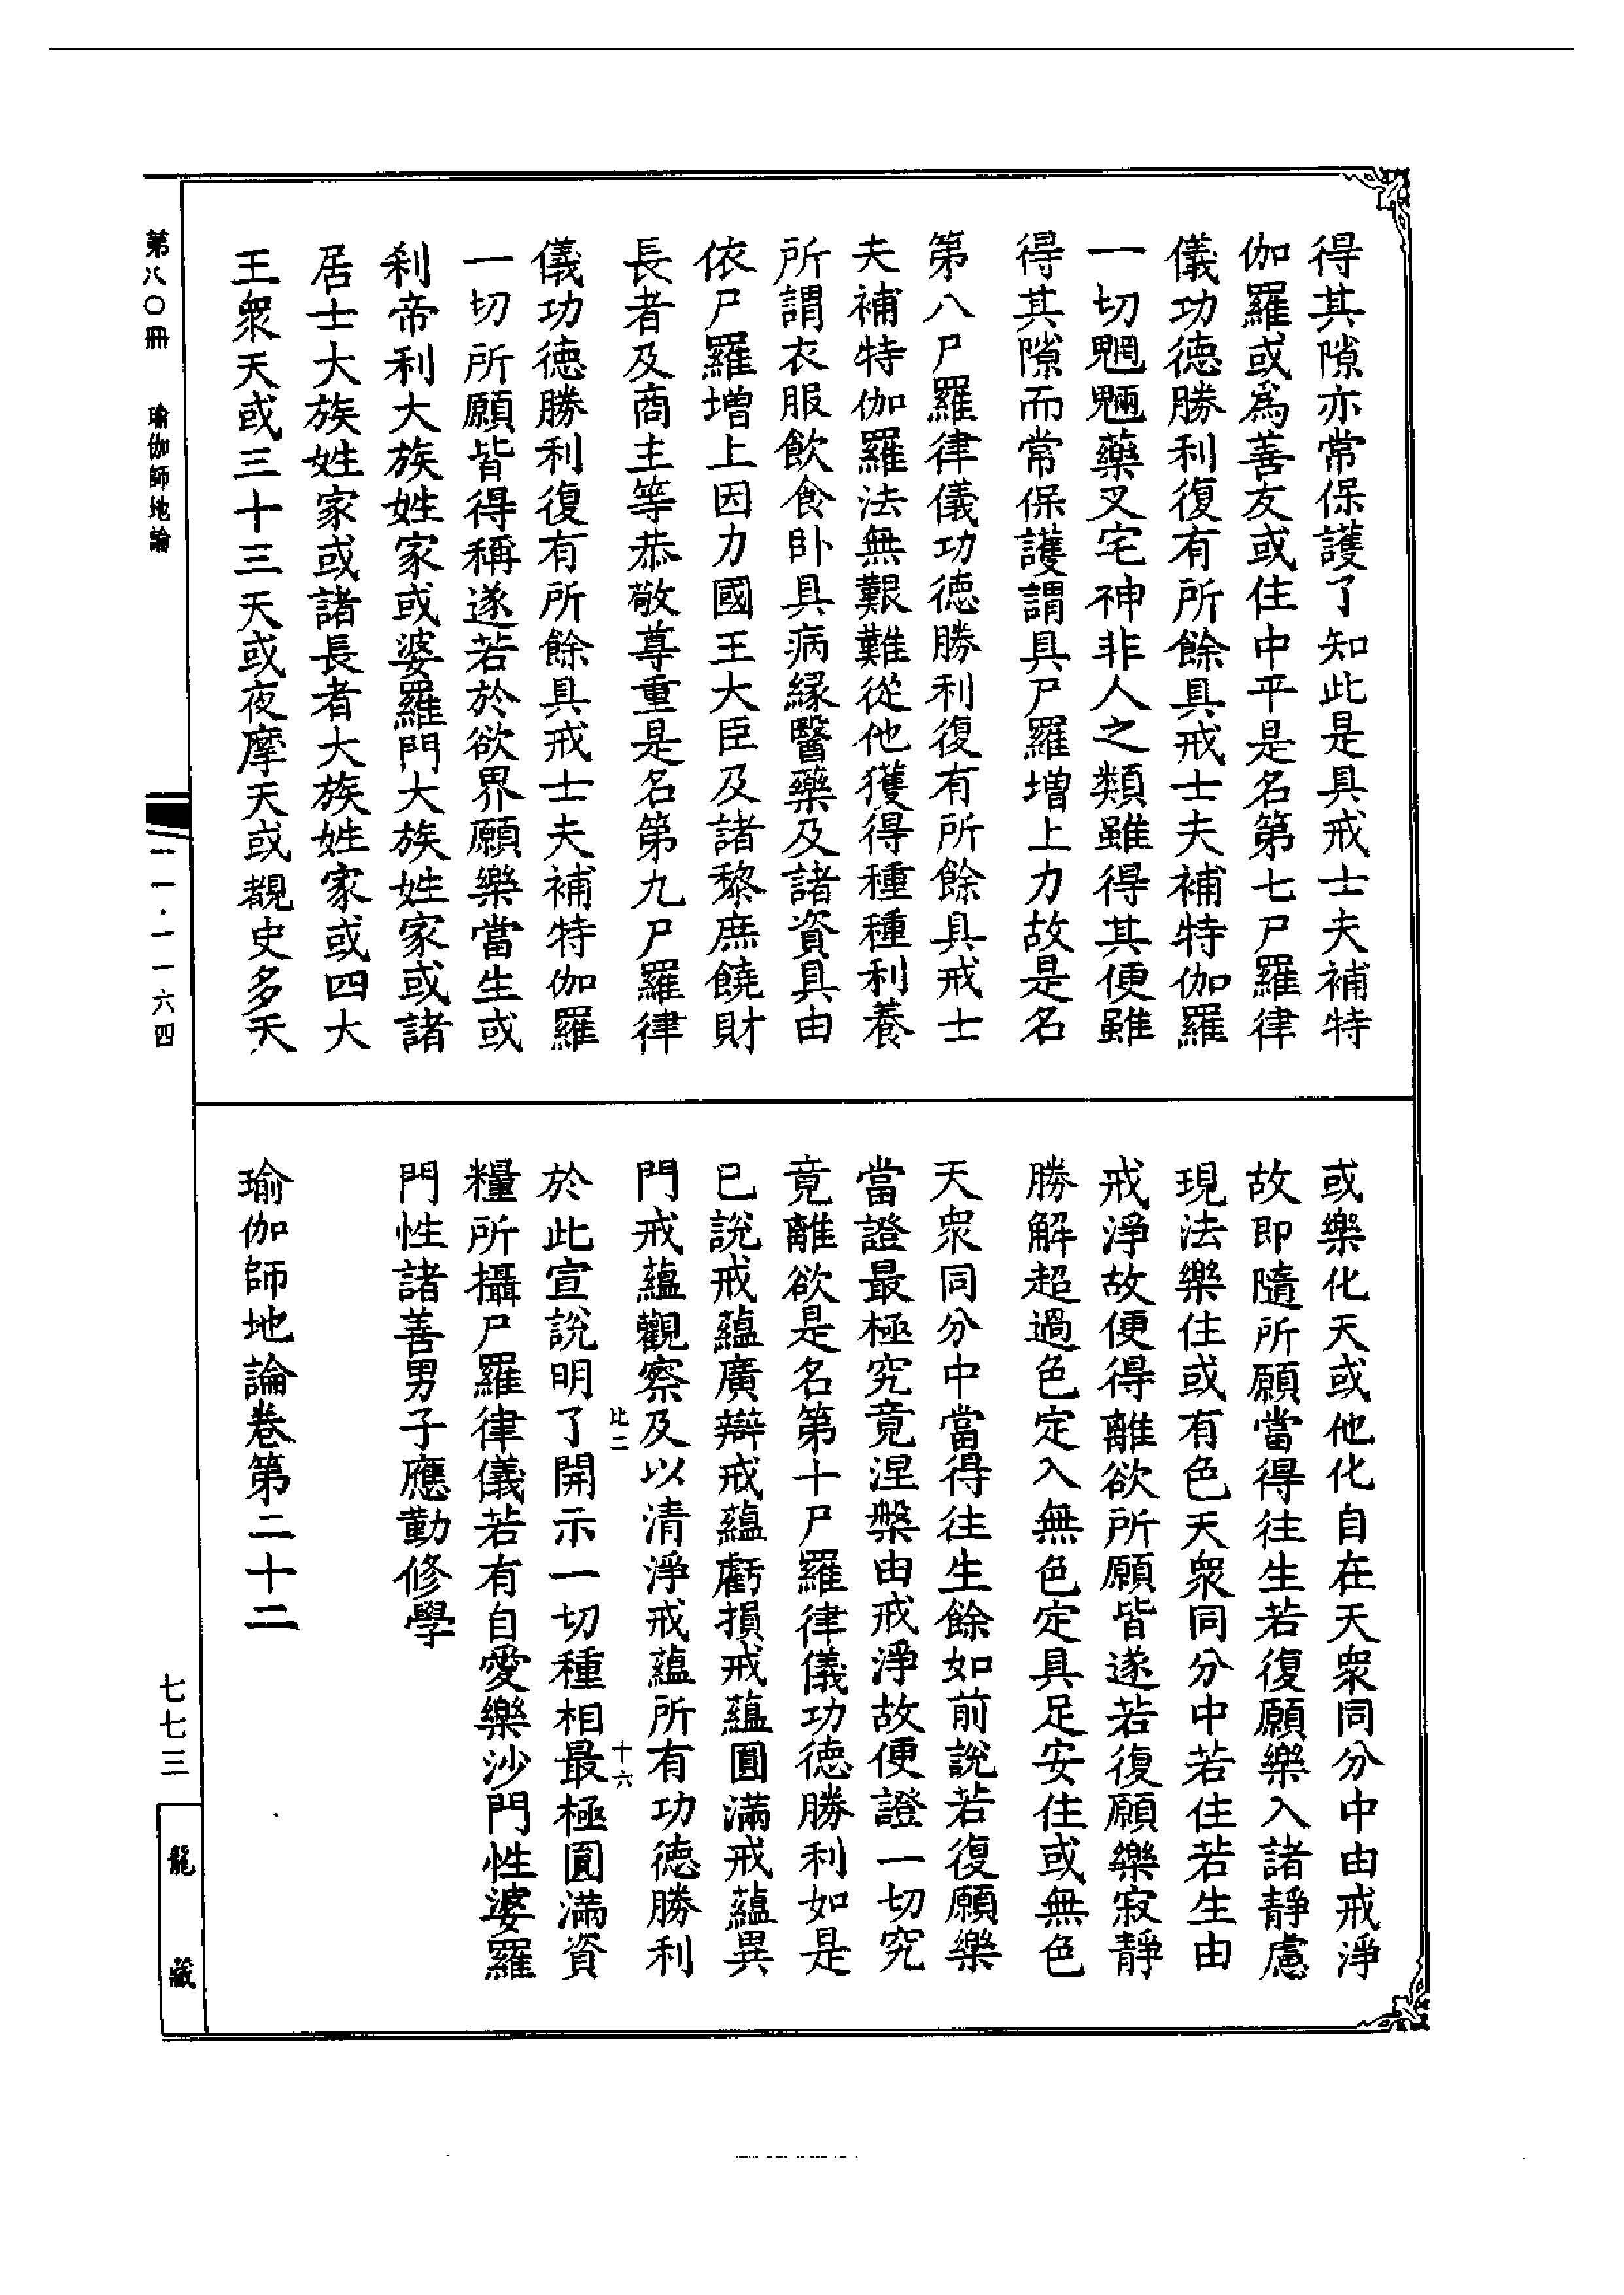 得其隙亦常保護了知此是具戒士夫補特
伽羅或為善友或住中平是名第七尸羅律
儀功德勝利復有所餘具戒士夫補特伽羅
一切魍魎藥叉宅神非人之類雖得其便雖
得其隙而常保護謂具尸羅增上力故是名
第八尸羅律儀功德勝利復有所餘具戒士
夫補特伽羅法無艱難從他獲得種種利養
所謂衣服飲食卧具病緣醫藥及諸資具由
依尸羅增上因力國王大臣及諸黎庶饒財
長者及商主等恭敬尊重是名第九尸羅律
儀功德勝利復有所餘具戒士夫補特伽羅
一切所願皆得稱遂若於欲界願樂當生或
剎帝利大族姓家或婆羅門大族姓家或諸
居士大族姓家或諸長者大族姓家或四大
王衆天或三十三天或夜摩天或覩史多天
或樂化天或他化自在天衆同分中由戒淨
故即隨所願當得往生若復願樂入諸靜慮
現法樂住或有色天衆同分中若住若生由
戒淨故便得離欲所願皆遂若復願樂寂靜
勝解超過色定入無色定具足安住或無色
天衆同分中當得往生餘如前說若復願樂
當證最極究竟涅槃由戒淨故便證一切究
竟離欲是名第十尸羅律儀功德勝利如是
已說戒蘊廣辯戒蘊虧損戒蘊圓滿戒蘊異
門戒蘊觀察及以清淨戒蘊所有功德勝利
比二 十六
於此宣說明了開示一切種相最極圓滿資
糧所攝尸羅律儀若有自愛樂沙門性婆羅
門性諸善男子應勤修學
瑜伽師地論卷第二十二
第八〇冊 瑜伽師地論
一一一·一一六四
七七三
龍藏